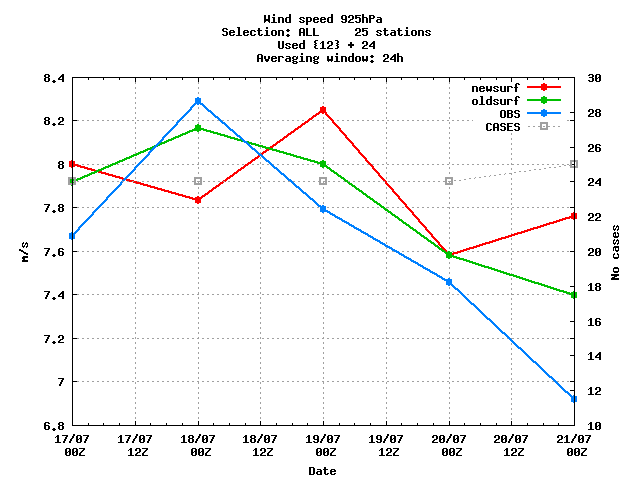 Wind speed 925hPa
Selection: ALL 25 stations
Used {12} + 24
Averaging window: 24h
newsurf
oldsurf
OBS
CASES
8.4
8.2
8
7.8
7.6
7.4
7.2
7
6.8
m/s
30
28
26
24
22
20
18
16
14
12
10
No cases
17/07 17/07 18/07 18/07 19/07 19/07 20/07 20/07 21/07
00Z 12Z 00Z 12Z 00Z 12Z 00Z 12Z 00Z
Date